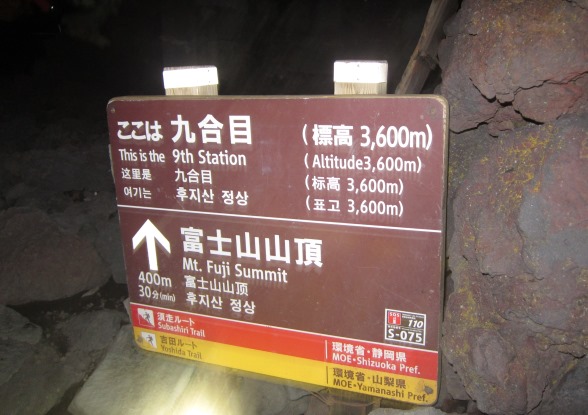 ここは 九合目 (標高 3,600m)
This is the 9th Station (Altitude3,600m)
这里是 九合目 (标高 3,600m)
여기는 후지산 정상 (표고 3,600m)
富士山山頂
Mt. Fuji Summit
富士山山顶
후지산 정상
400m
30分(min)
110
S-075
須走ルート
Subashiri Trail
環境省・静岡県
MOE・Shizuoka Pref.
吉田ルート
Yoshida Trail
環境省・山梨県
MOE・Yamanashi Pref.